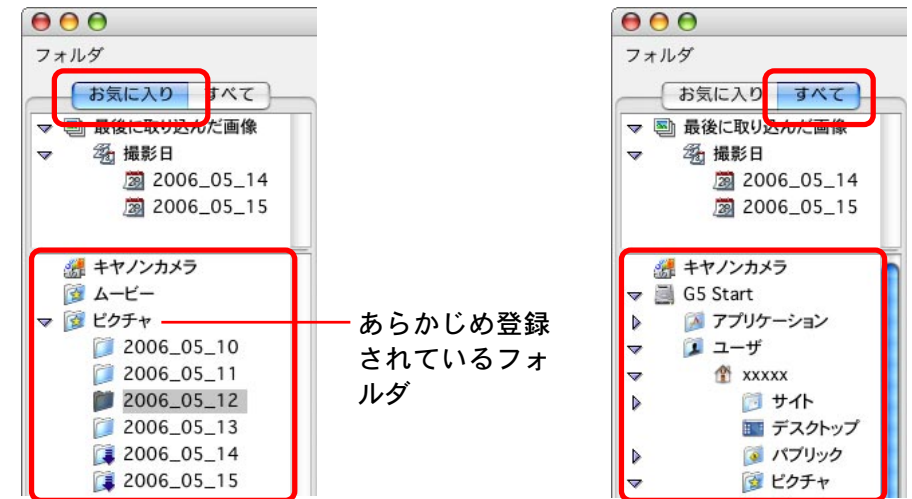 フォルダ
お気に入り すべて
最後に取り込んだ画像
撮影日
2006_05_14
2006_05_15
キヤノンカメラ
ムービー
ピクチャ
2006_05_10
2006_05_11
2006_05_12
2006_05_13
2006_05_14
2006_05_15
あらかじめ登録
されているフォ
ルダ
フォルダ
お気に入り すべて
最後に取り込んだ画像
撮影日
2006_05_14
2006_05_15
キヤノンカメラ
G5 Start
アプリケーション
ユーザ
xxxxx
サイト
デスクトップ
パブリック
ピクチャ